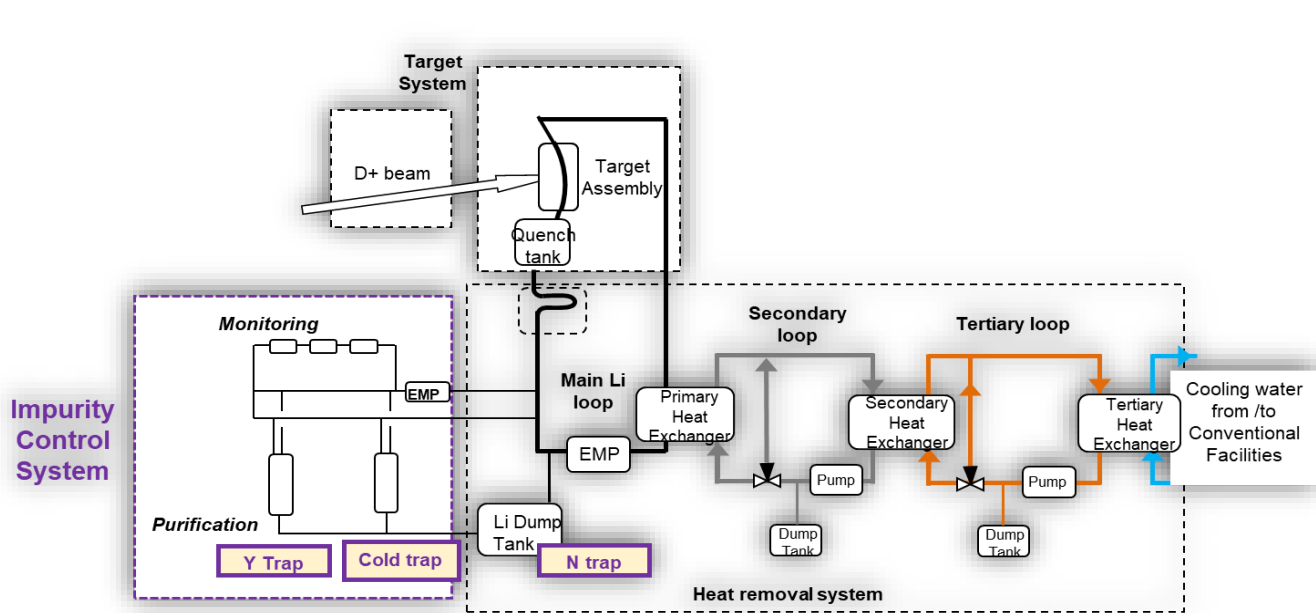 Target
System
D+ beam
Target
Assembly
Quench
tank
Monitoring
EMP
Impurity
Control
System
Purification
Y Trap
Cold trap
N trap
Li Dump
Tank
Main Li
loop
EMP
Primary
Heat
Exchanger
Secondary
loop
Pump
Dump
Tank
Secondary
Heat
Exchanger
Tertiary loop
Pump
Dump
Tank
Tertiary
Heat
Exchanger
Cooling water
from /to
Conventional
Facilities
Heat removal system